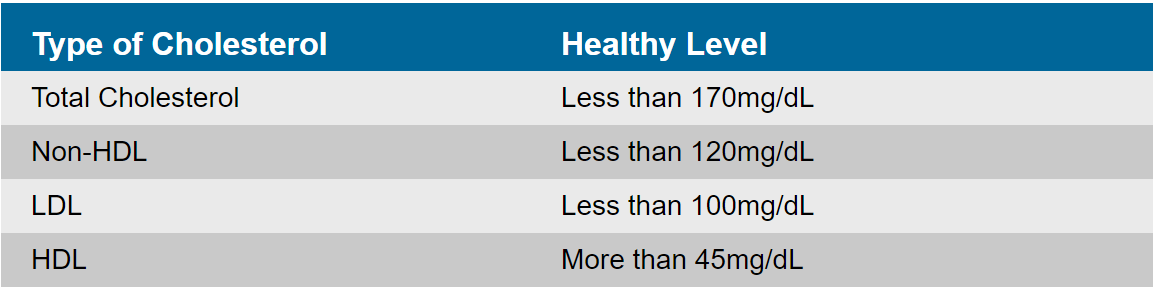 Type of Cholesterol Healthy Level
Total Cholesterol Less than 170mg/dL
Non-HDL Less than 120mg/dL
LDL Less than 100mg/dL
HDL More than 45mg/dL